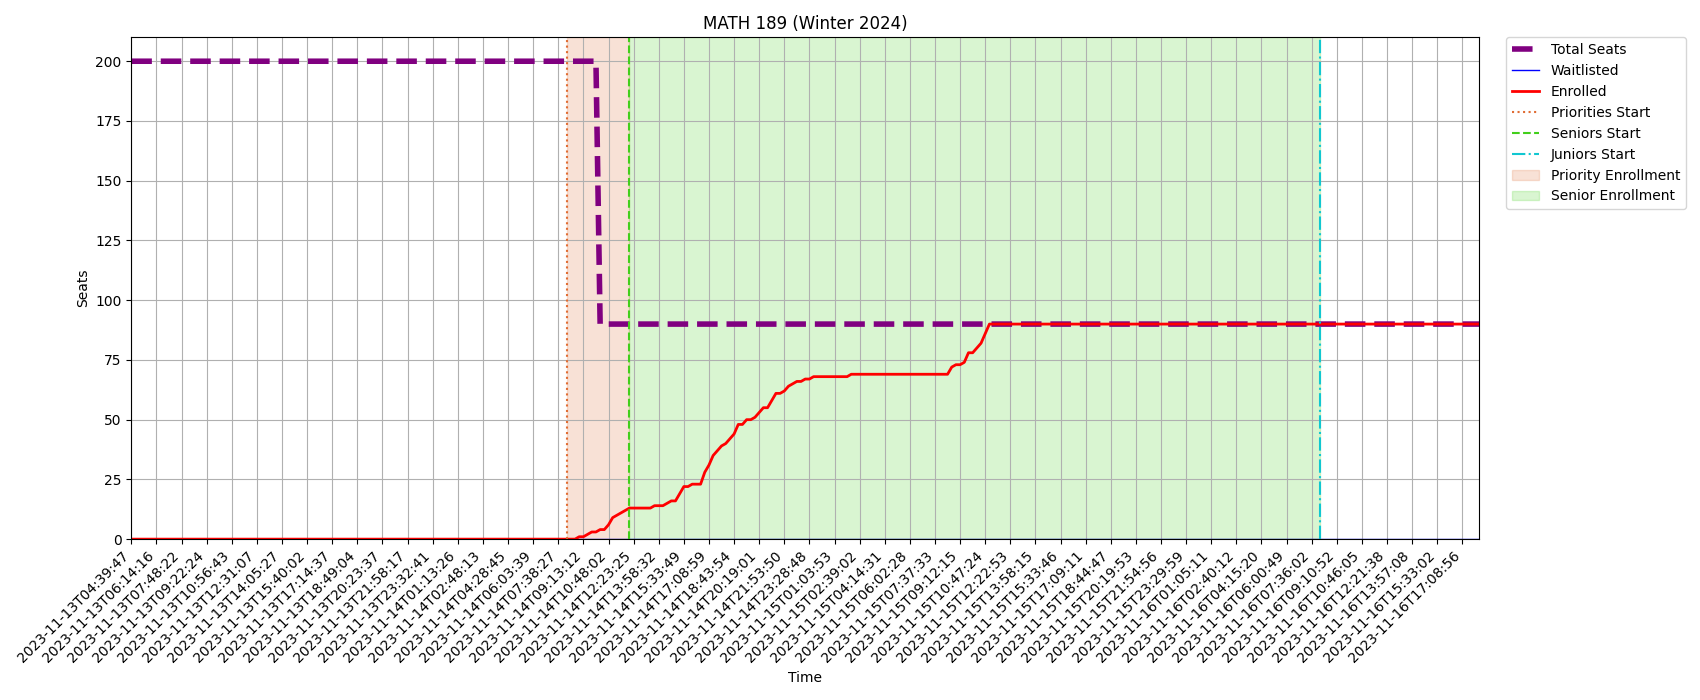 MATH 189 (Winter 2024)
Seats
200
175
150
125
100
75
50
25
0
2023-11-13T04:39:47
2023-11-13T06:14:16
2023-11-13T07:48:22
2023-11-13T09:22:24
2023-11-13T10:56:43
2023-11-13T12:31:07
2023-11-13T14:05:27
2023-11-13T15:40:02
2023-11-13T17:14:37
2023-11-13T18:49:04
2023-11-13T20:23:37
2023-11-13T21:58:17
2023-11-13T23:32:41
2023-11-14T01:13:26
2023-11-14T02:48:13
2023-11-14T04:28:45
2023-11-14T06:03:39
2023-11-14T07:38:27
2023-11-14T09:13:12
2023-11-14T10:48:02
2023-11-14T12:23:25
2023-11-14T13:58:32
2023-11-14T15:33:49
2023-11-14T17:08:59
2023-11-14T18:43:54
2023-11-14T20:19:01
2023-11-14T21:53:50
2023-11-14T23:28:48
2023-11-15T01:03:53
2023-11-15T02:39:02
2023-11-15T04:14:31
2023-11-15T06:02:28
2023-11-15T07:37:33
2023-11-15T09:12:15
2023-11-15T10:47:24
2023-11-15T12:22:53
2023-11-15T13:58:15
2023-11-15T15:33:46
2023-11-15T17:09:11
2023-11-15T18:44:47
2023-11-15T20:19:53
2023-11-15T21:54:56
2023-11-15T23:29:59
2023-11-16T01:05:11
2023-11-16T02:40:12
2023-11-16T04:15:20
2023-11-16T06:00:49
2023-11-16T07:36:02
2023-11-16T09:10:52
2023-11-16T10:46:05
2023-11-16T12:21:38
2023-11-16T13:57:08
2023-11-16T15:33:02
2023-11-16T17:08:56
Time
Total Seats
Waitlisted
Enrolled
Priorities Start
Seniors Start
Juniors Start
Priority Enrollment
Senior Enrollment